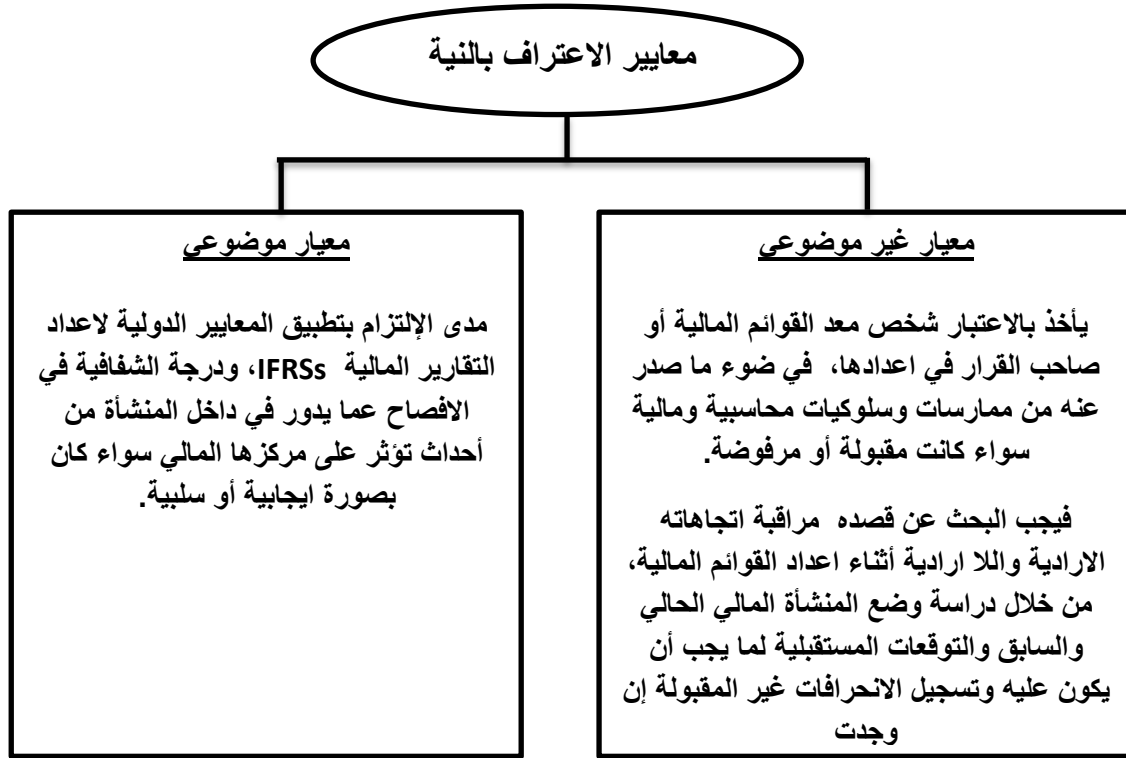 معايير الاعتراف بالنية
معيار غير موضوعي
يأخذ بالاعتبار شخص معد القوائم المالية أو
صاحب القرار في اعدادها، في ضوء ما صدر
عنه من ممارسات وسلوكيات محاسبية ومالية
سواء كانت مقبولة أو مرفوضة.
فيجب البحث عن قصده مراقبة اتجاهاته
الارادية واللا ارادية أثناء اعداد القوائم المالية،
من خلال دراسة وضع المنشأة المالي الحالي
والسابق والتوقعات المستقبلية لما يجب أن
يكون عليه وتسجيل الانحرافات غير المقبولة إن
وجدت
معيار موضوعي
مدى الإلتزام بتطبيق المعايير الدولية لاعداد
التقارير المالية IFRSs، ودرجة الشفافية في
الافصاح عما يدور في داخل المنشأة من
أحداث تؤثر على مركزها المالي سواء كان
بصورة ايجابية أو سلبية.